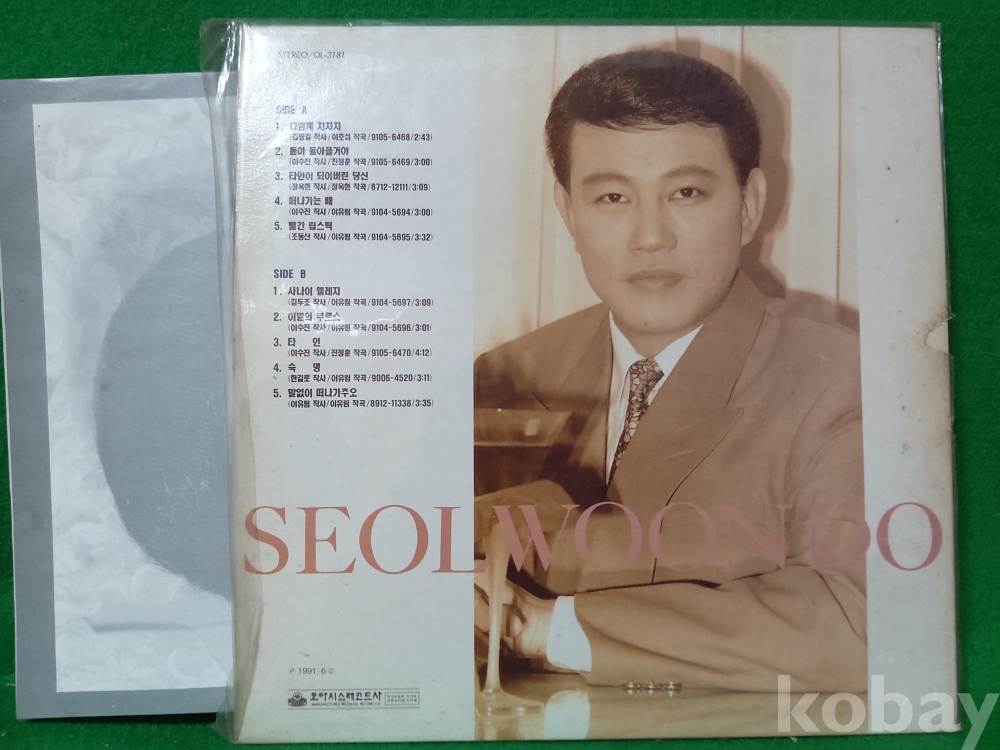 STEREO/OL-3181
SIDE A
1. 다함께 차차차
(김병걸 작사/이호섭 작곡/9105-6468/2:43)
2. 돌아 돌아올거야
(이수진 작사/진정훈 작곡/9105-6469/3:00)
3. 타인이 되어버린 당신
(정옥현 작사/정옥현 작곡/8712-12111/3:09)
4. 떠나가는 배
(이수진 작사/이유림 작곡/9104-5694/3:00)
5. 빨간 립스틱
(조동산 작사/이유림 작곡/9104-5695/3:32)
SIDE B
1. 사나이 엘레지
(김두조 작사/이유림 작곡/9104-5697/3:09)
2. 이별의 부르스
(이수진 작사/이유림 작곡/9104-5696/3:01)
3. 타 인
(이수진 작사/진정훈 작곡/9105-6470/4:12)
4. 숙 명
(한길로 작사/이유림 작곡/9006-4520/3:11)
5. 말없이 떠나가주오
(이유림 작사/이유림 작곡/8912-11338/3:35)
SEOL WOON DO
℗ 1991. 6 ©
오아시스레코드사
kobay